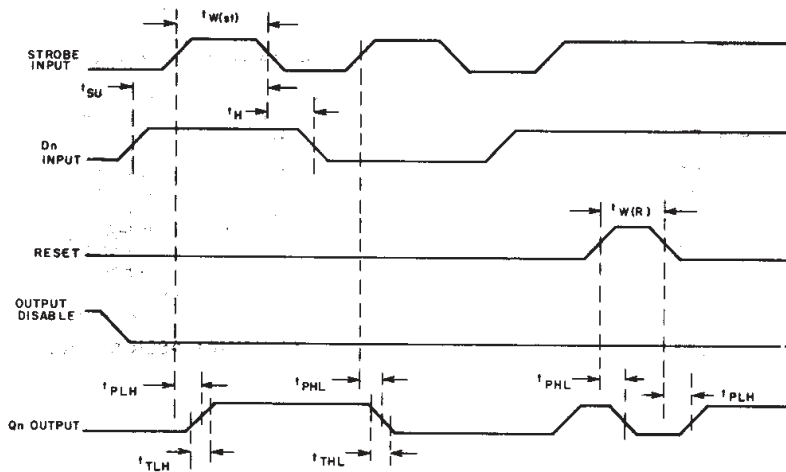 tW(st)
STROBE
INPUT
tSU
tH
Dn
INPUT
tW(R)
RESET
OUTPUT
DISABLE
tPLH
tPHL
tPHL
tPLH
Qn OUTPUT
tTLH
tTHL